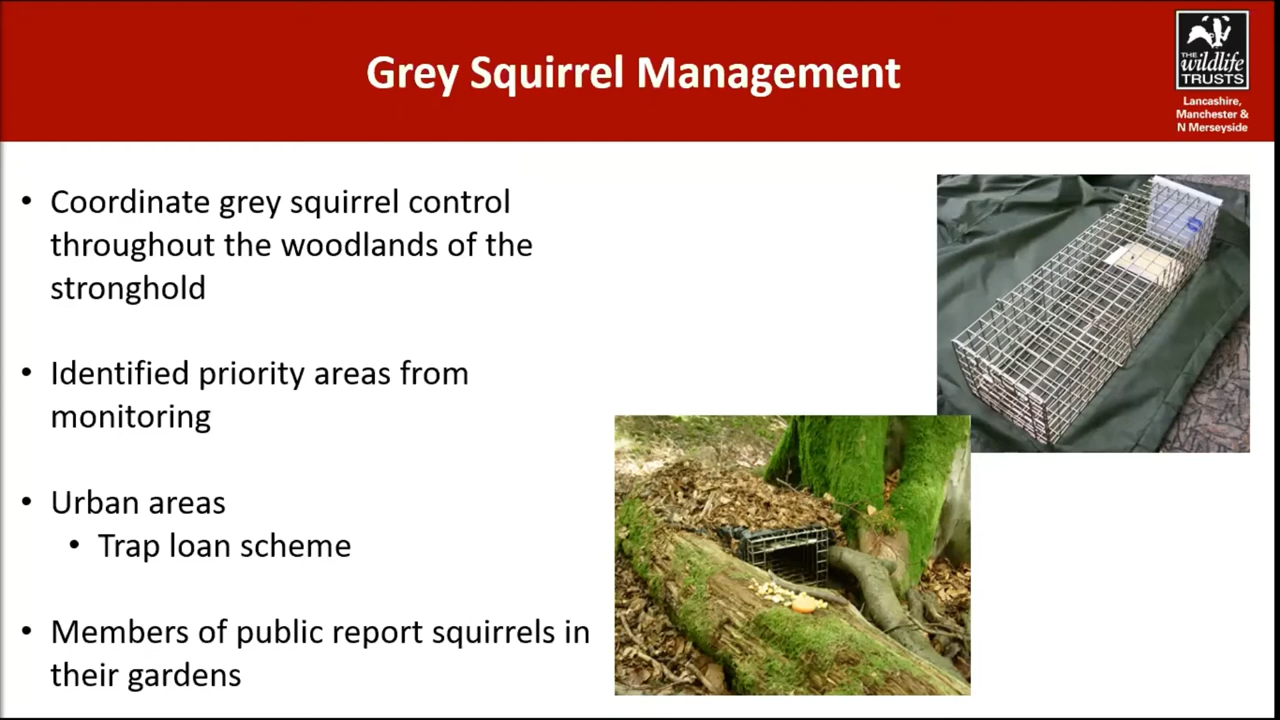 Grey Squirrel Management
THE
wildlife
TRUSTS
Lancashire,
Manchester &
N Merseyside
• Coordinate grey squirrel control
throughout the woodlands of the
stronghold
• Identified priority areas from
monitoring
• Urban areas
• Trap loan scheme
• Members of public report squirrels in
their gardens